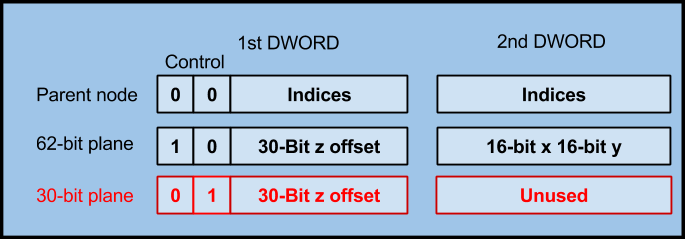 1st DWORD 2nd DWORD
Control
Parent node 0 0 Indices Indices
62-bit plane 1 0 30-Bit z offset 16-bit x 16-bit y
30-bit plane 0 1 30-Bit z offset Unused